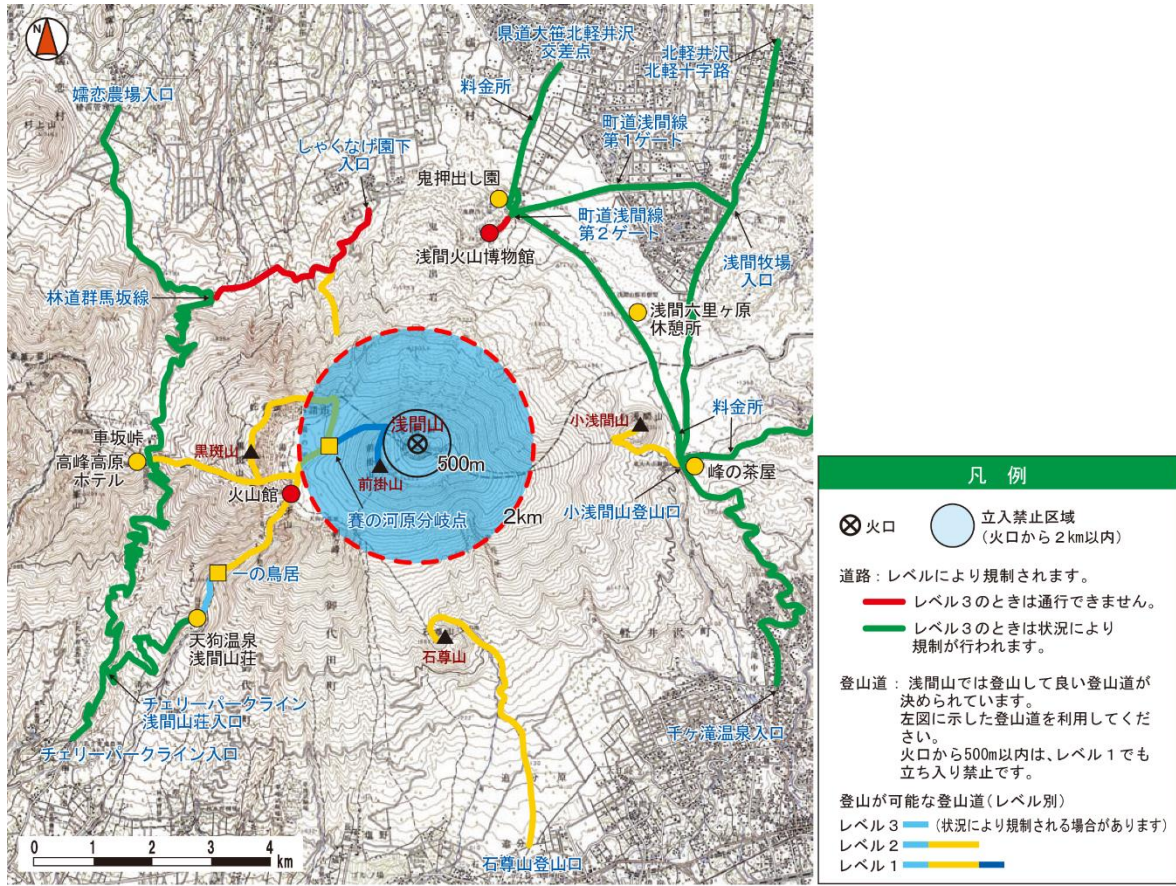 N
県道大笹北軽井沢
交差点
北軽井沢
北軽十字路
料金所
嬬恋農場入口
町道浅間線
第1ゲート
しゃくなげ園下
入口
鬼押出し園
町道浅間線
第2ゲート
浅間火山博物館
浅間牧場
入口
林道群馬坂線
浅間六里ヶ原
休憩所
料金所
浅間山
小浅間山
車坂峠
黒斑山
500m
高峰高原
ホテル
峰の茶屋
前掛山
火山館
賽の河原分岐点
2km
小浅間山登山口
一の鳥居
天狗温泉
浅間山荘
御代田町
軽井沢町
石尊山
チェリーパークライン
浅間山荘入口
千ヶ滝温泉入口
チェリーパークライン入口
0 1 2 3 4
km
石尊山登山口
凡 例
火口
立入禁止区域
(火口から2km以内)
道路:レベルにより規制されます。
レベル3のときは通行できません。
レベル3のときは状況により
規制が行われます。
登山道: 浅間山では登山して良い登山道が
決められています。
左図に示した登山道を利用してくだ
さい。
火口から500m以内は、レベル1でも
立ち入り禁止です。
登山が可能な登山道(レベル別)
レベル3 (状況により規制される場合があります)
レベル2
レベル1